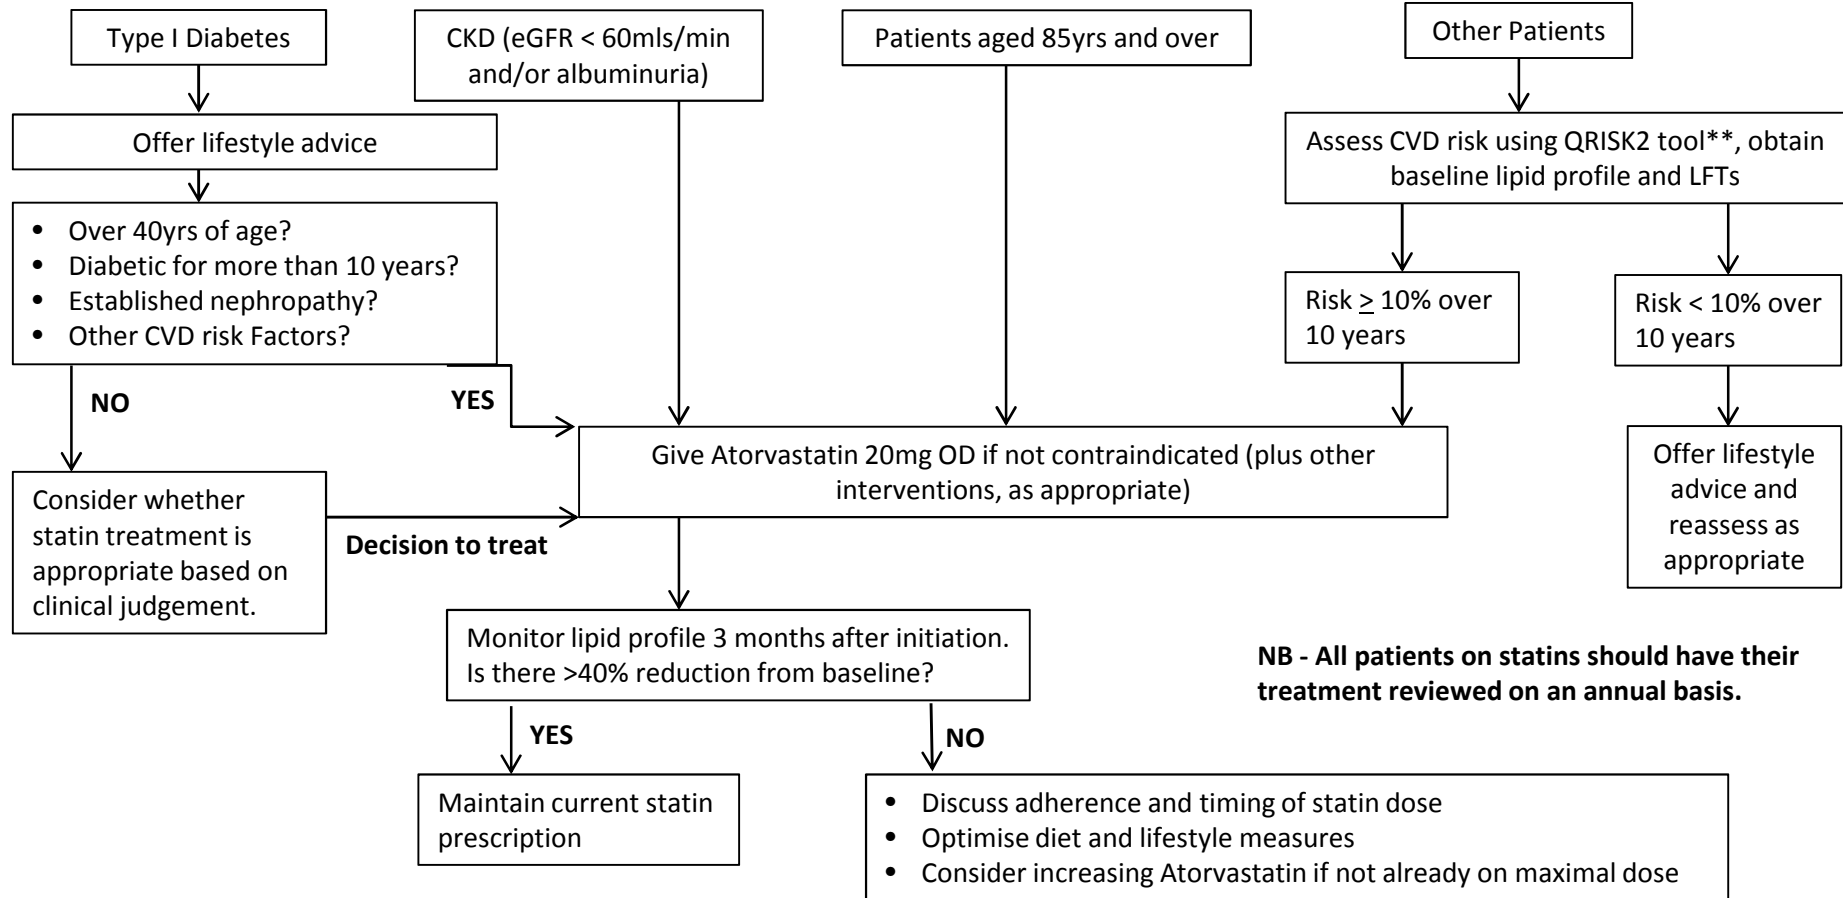 Type I Diabetes
CKD (eGFR < 60mls/min
and/or albuminuria)
Patients aged 85yrs and over
Other Patients
Offer lifestyle advice
Assess CVD risk using QRISK2 tool**, obtain
baseline lipid profile and LFTs
• Over 40yrs of age?
• Diabetic for more than 10 years?
• Established nephropathy?
• Other CVD risk Factors?
Risk ≥ 10% over
10 years
Risk < 10% over
10 years
NO
YES
Give Atorvastatin 20mg OD if not contraindicated (plus other
interventions, as appropriate)
Offer lifestyle
advice and
reassess as
appropriate
Consider whether
statin treatment is
appropriate based on
clinical judgement.
Decision to treat
Monitor lipid profile 3 months after initiation.
Is there >40% reduction from baseline?
NB - All patients on statins should have their
treatment reviewed on an annual basis.
YES
NO
Maintain current statin
prescription
• Discuss adherence and timing of statin dose
• Optimise diet and lifestyle measures
• Consider increasing Atorvastatin if not already on maximal dose